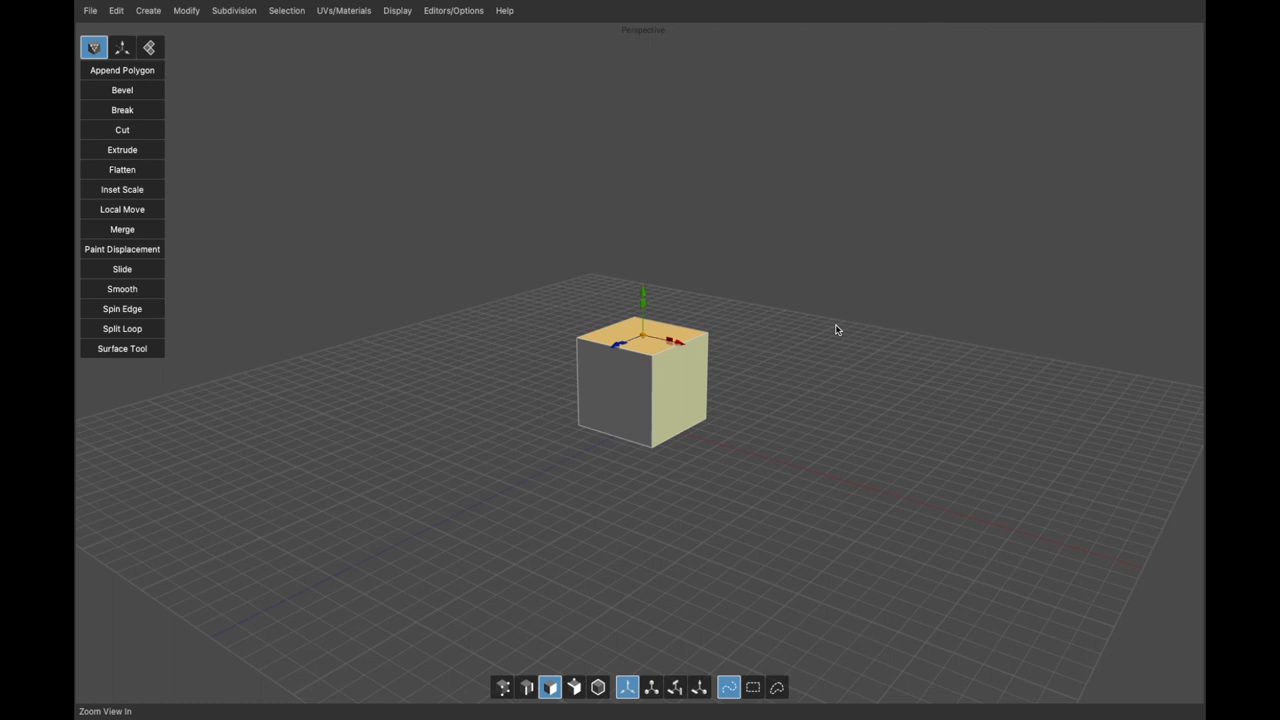 File Edit Create Modify Subdivision Selection UVs/Materials Display Editors/Options Help
Perspective
Append Polygon
Bevel
Break
Cut
Extrude
Flatten
Inset Scale
Local Move
Merge
Paint Displacement
Slide
Smooth
Spin Edge
Split Loop
Surface Tool
Zoom View In